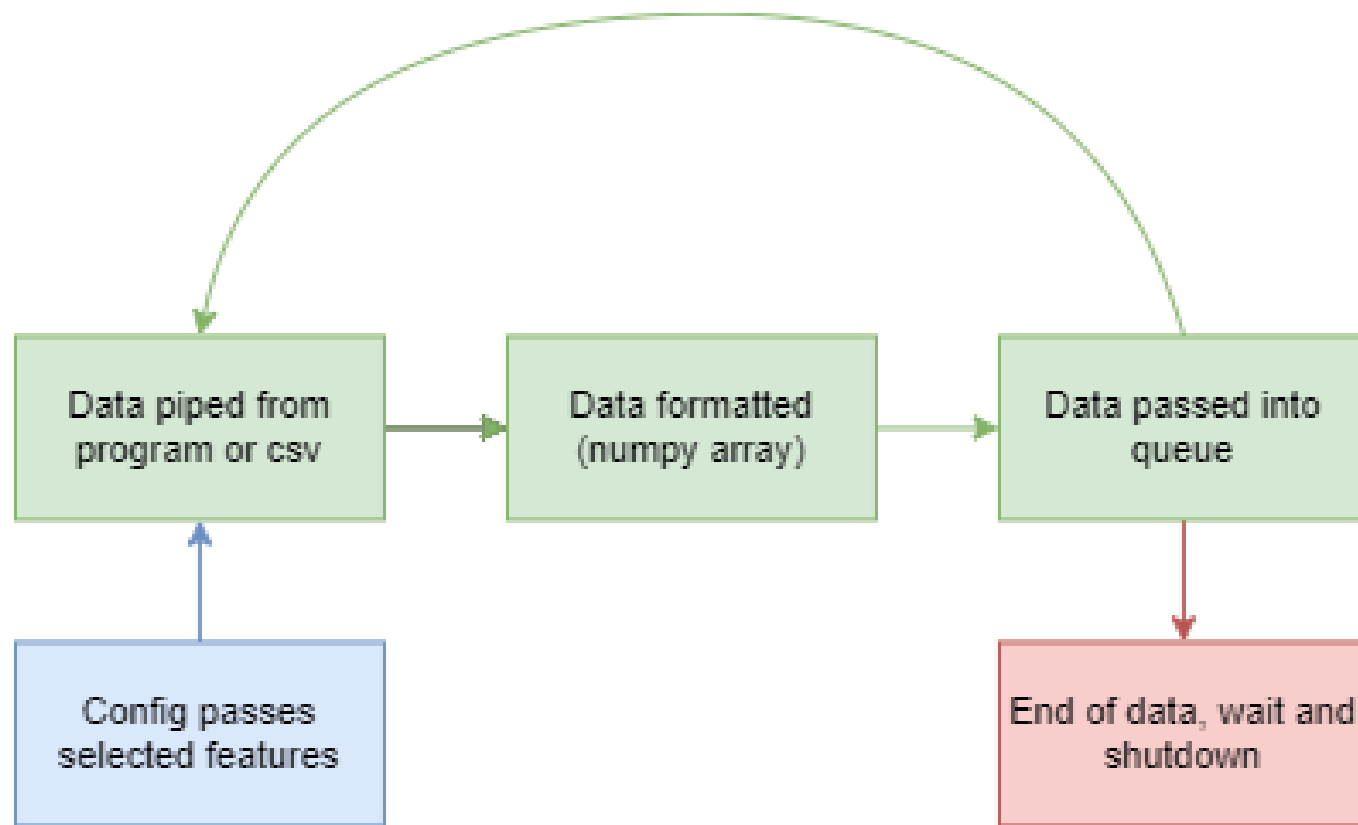 Data piped from
program or csv
Data formatted
(numpy array)
Data passed into
queue
Config passes
selected features
End of data, wait and
shutdown